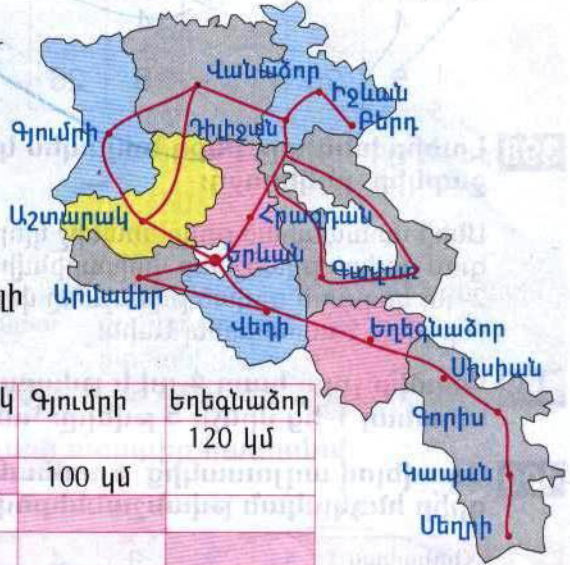 Վանաձոր
Իջևան
Բերդ
Գյումրի
Դիլիջան
Աշտարակ
Հրազդան
Երևան
Գավառ
Արմավիր
Վեդի
Եղեգնաձոր
Սիսիան
Գորիս
Կապան
Մեղրի
Գյումրի Եղեգնաձոր
120 կմ
100 կմ